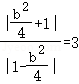 |b²/4+1|
/|1-b²/4| =3